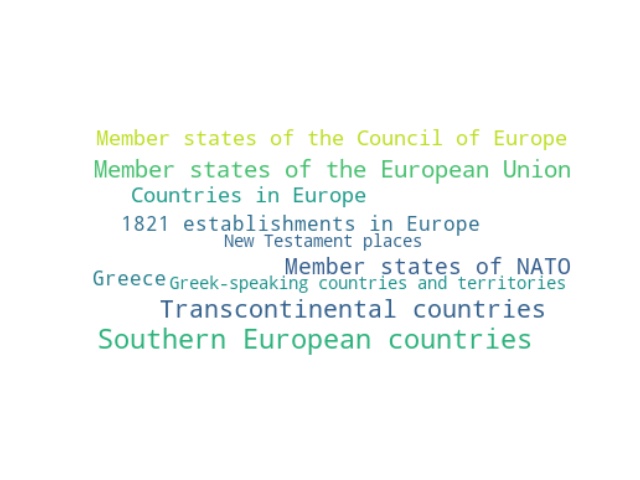 Member states of the Council of Europe
Member states of the European Union
Countries in Europe
1821 establishments in Europe
New Testament places
Member states of NATO
Greece
Greek-speaking countries and territories
Transcontinental countries
Southern European countries